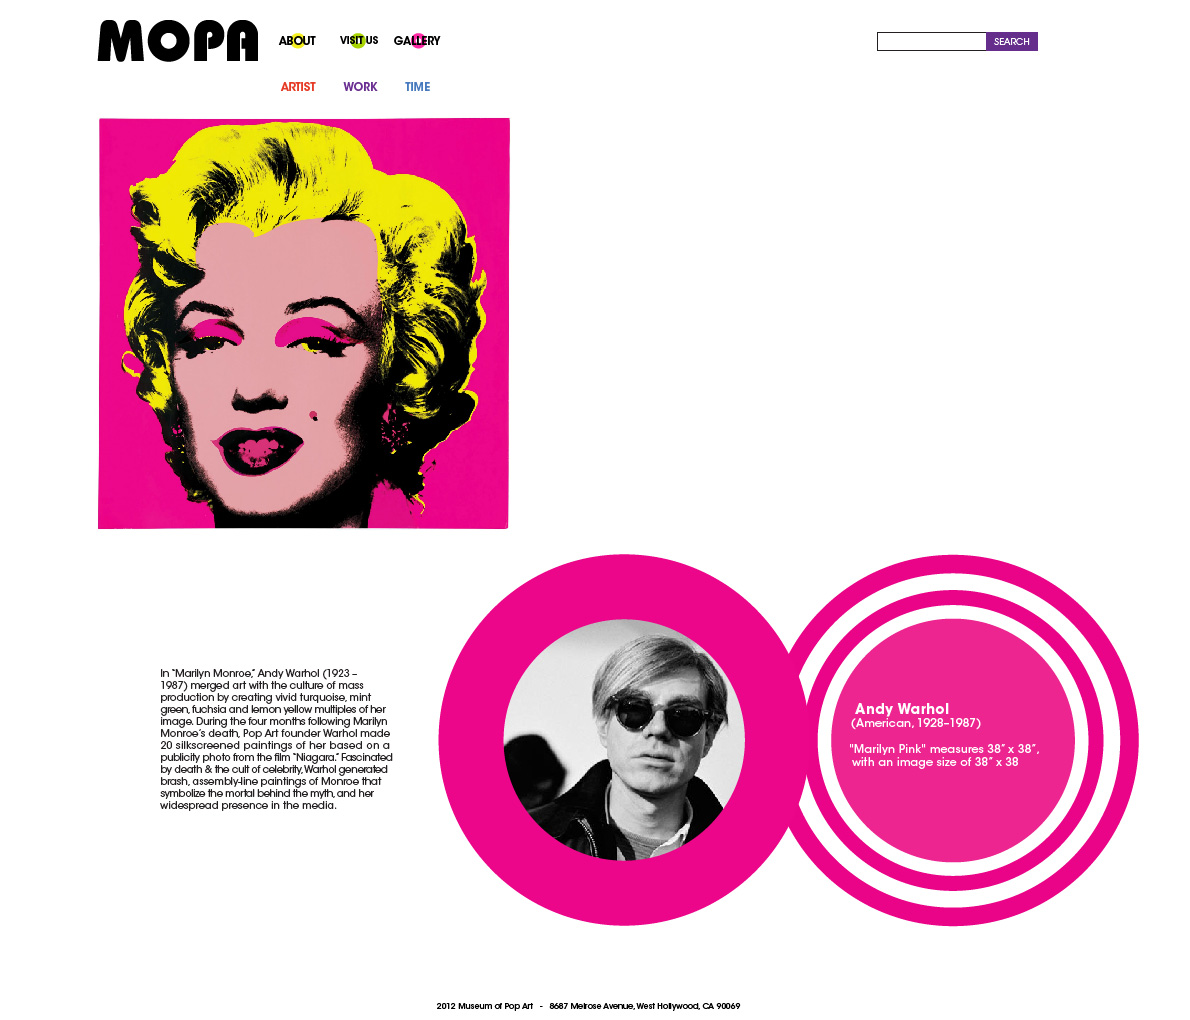 MOPA
ABOUT VISIT US GALLERY
SEARCH
ARTIST WORK TIME
In "Marilyn Monroe," Andy Warhol (1923 –
1987) merged art with the culture of mass
production by creating vivid turquoise, mint
green, fuchsia and lemon yellow multiples of her
image. During the four months following Marilyn
Monroe's death, Pop Art founder Warhol made
20 silkscreened paintings of her based on a
publicity photo from the film "Niagara." Fascinated
by death & the cult of celebrity, Warhol generated
brash, assembly-line paintings of Monroe that
symbolize the mortal behind the myth, and her
widespread presence in the media.
Andy Warhol
(American, 1928–1987)
"Marilyn Pink" measures 38" x 38",
with an image size of 38" x 38
2012 Museum of Pop Art - 8687 Melrose Avenue, West Hollywood, CA 90069